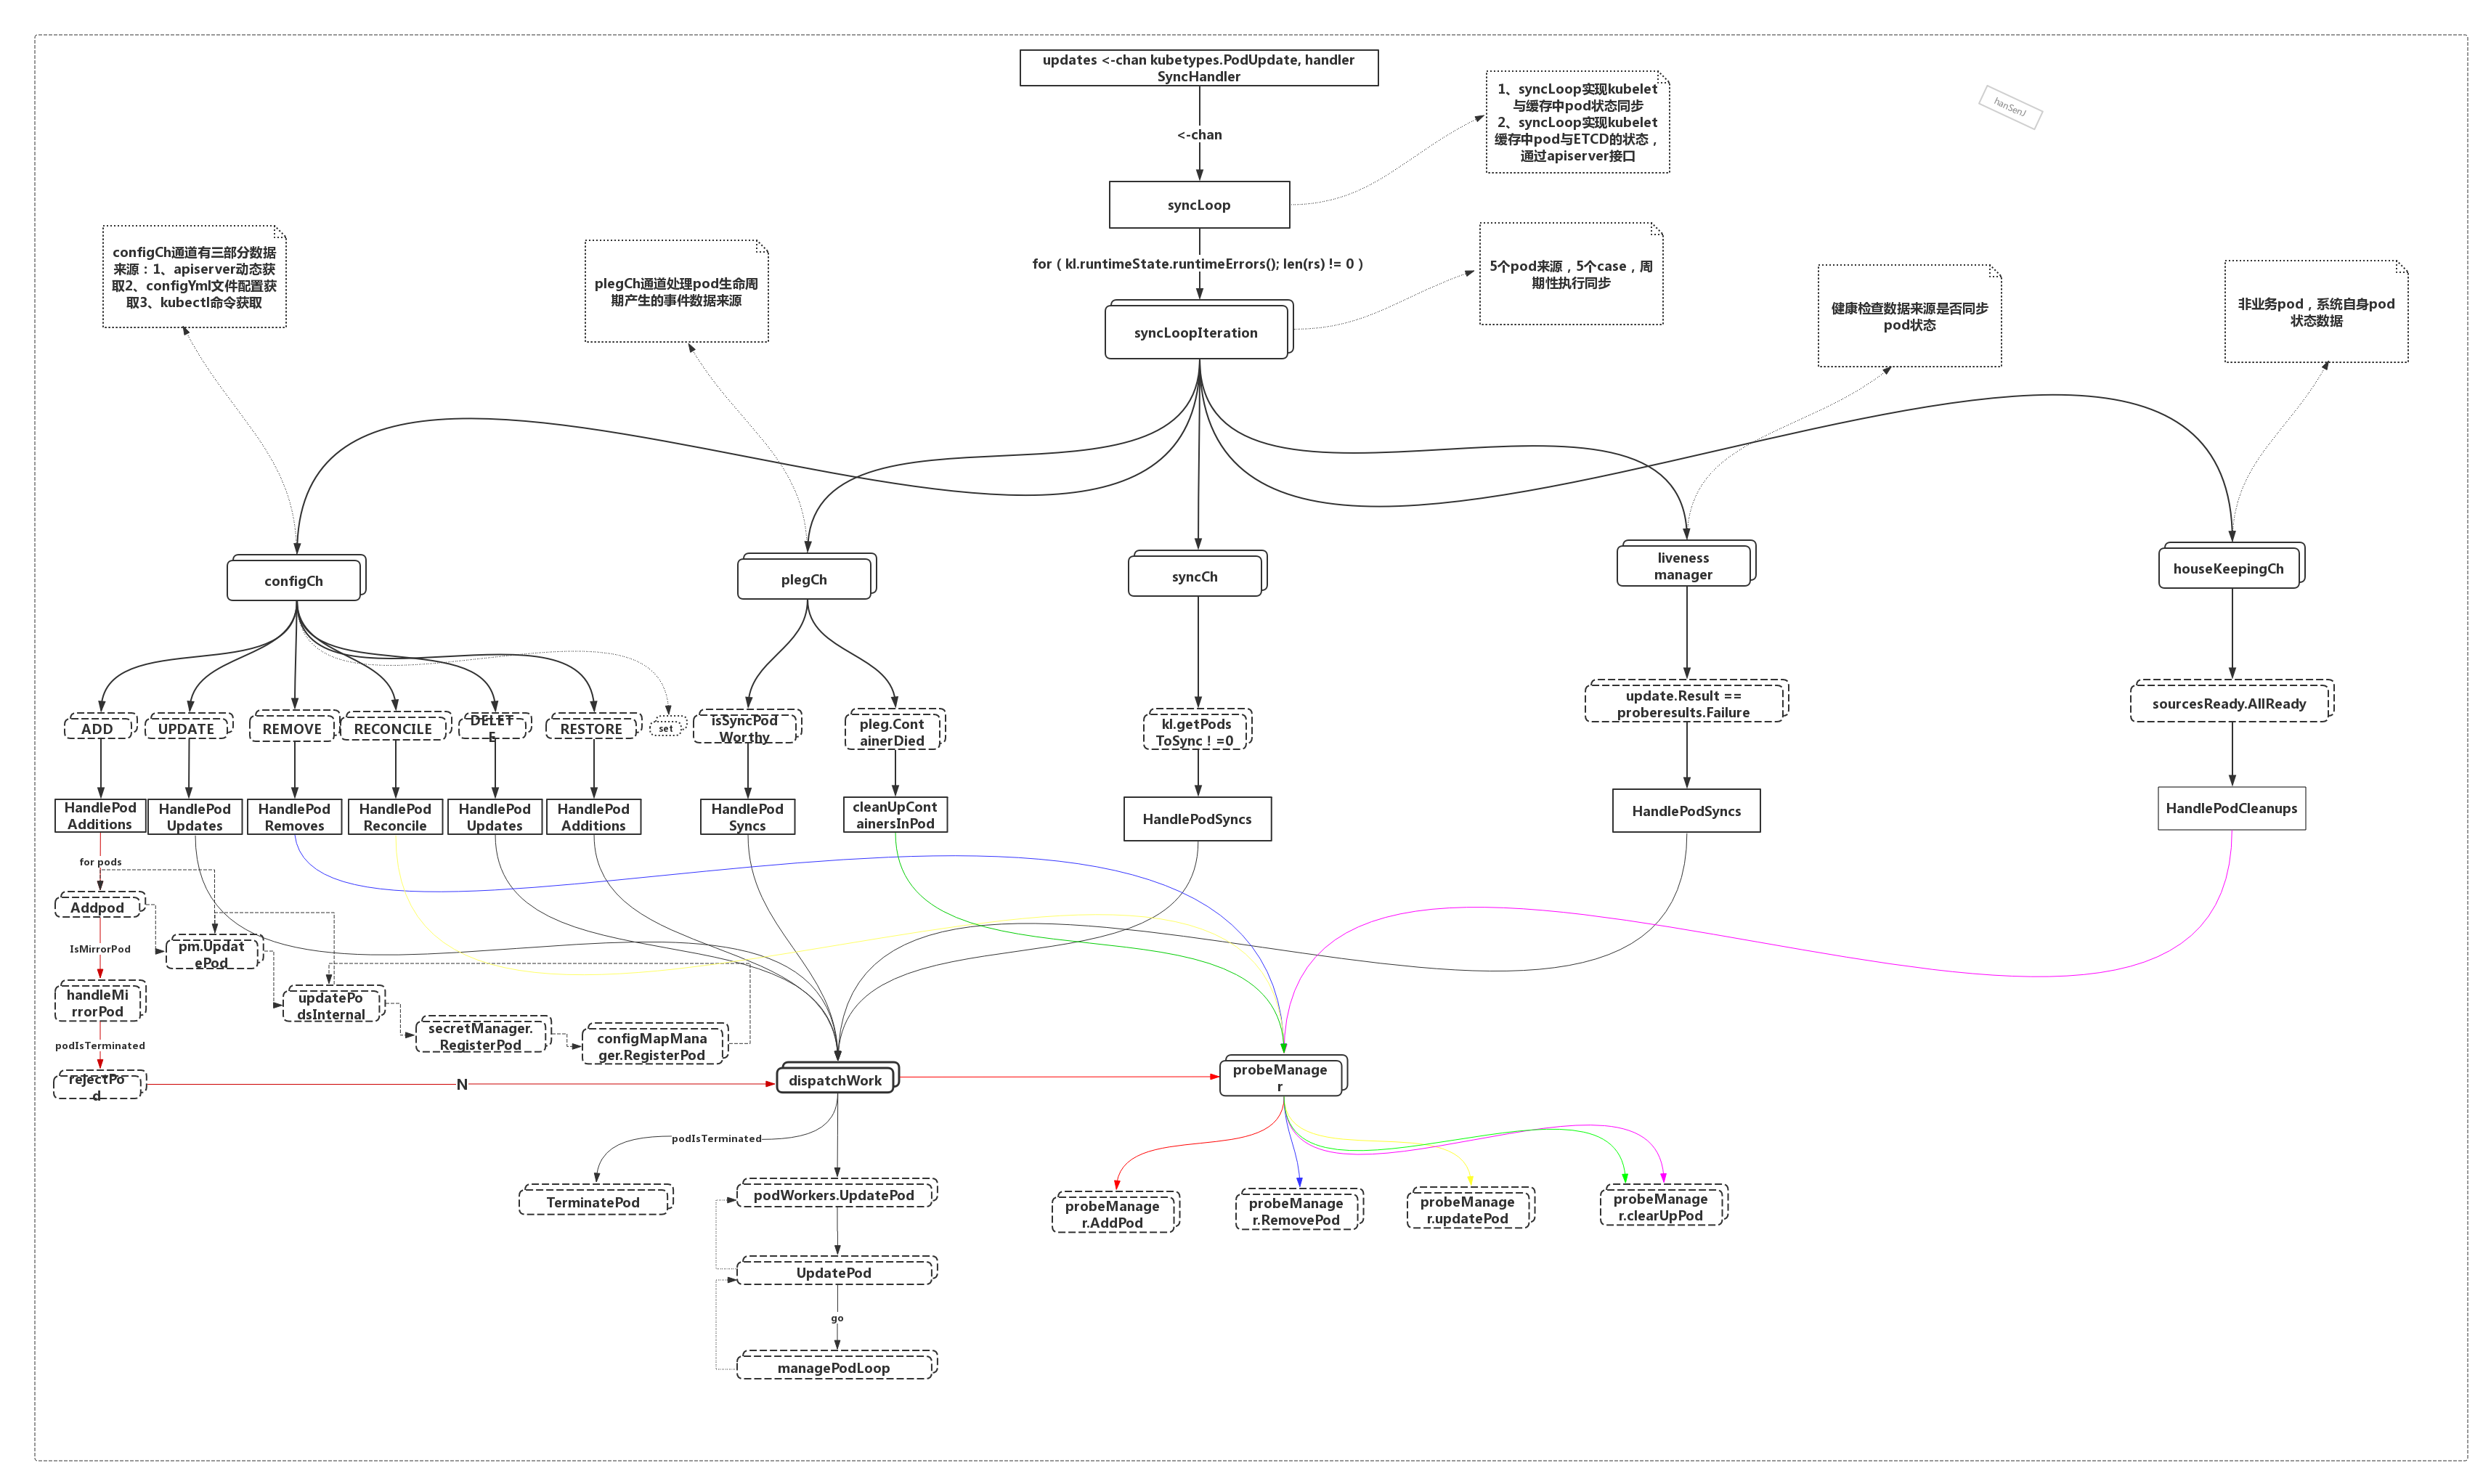 updates <-chan kubetypes.PodUpdate, handler
SyncHandler
<-chan
1、syncLoop实现kubelet
与缓存中pod状态同步
2、syncLoop实现kubelet
缓存中pod与ETCD的状态，
通过apiserver接口
hanSenJ
syncLoop
for ( kl.runtimeState.runtimeErrors(); len(rs) != 0 )
configCh通道有三部分数据
来源：1、apiserver动态获
取2、configYml文件配置获
取3、kubectl命令获取
plegCh通道处理pod生命周
期产生的事件数据来源
syncLoopIteration
5个pod来源，5个case，周
期性执行同步
健康检查数据来源是否同步
pod状态
非业务pod，系统自身pod
状态数据
configCh
plegCh
syncCh
liveness
manager
houseKeepingCh
ADD
UPDATE
REMOVE
RECONCILE
DELET
E
RESTORE
set
isSyncPod
Worthy
pleg.Cont
ainerDied
kl.getPods
ToSync！=0
update.Result ==
proberesults.Failure
sourcesReady.AllReady
HandlePod
Additions
HandlePod
Updates
HandlePod
Removes
HandlePod
Reconcile
HandlePod
Updates
HandlePod
Additions
HandlePod
Syncs
cleanUpCont
ainersInPod
HandlePodSyncs
HandlePodSyncs
HandlePodCleanups
for pods
Addpod
IsMirrorPod
pm.Updat
ePod
handleMi
rrorPod
updatePo
dsInternal
secretManager.
RegisterPod
configMapMana
ger.RegisterPod
podIsTerminated
rejectPo
d
N
dispatchWork
probeManage
r
podIsTerminated
TerminatePod
podWorkers.UpdatePod
probeManage
r.AddPod
probeManage
r.RemovePod
probeManage
r.updatePod
probeManage
r.clearUpPod
UpdatePod
go
managePodLoop